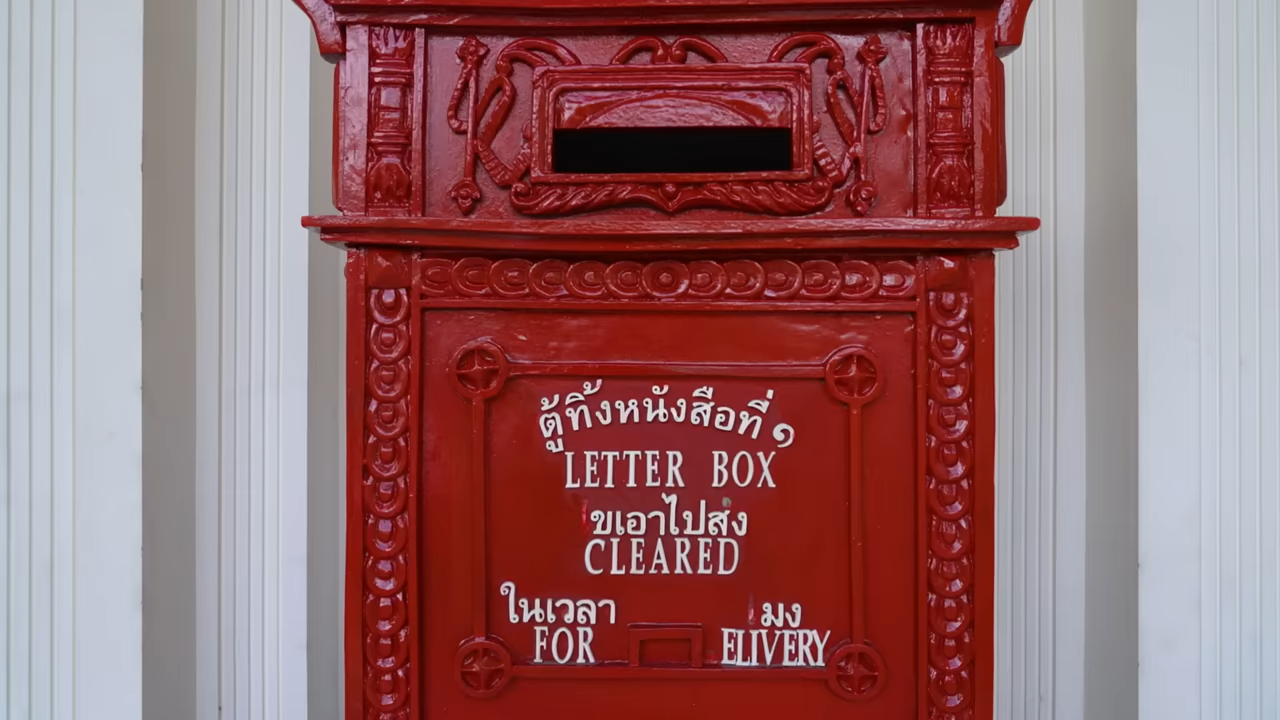 ตู้ทิ้งหนังสือที่ ๑
LETTER BOX
ขเอาไปส่ง
CLEARED
ในเวลา มง
FOR ELIVERY